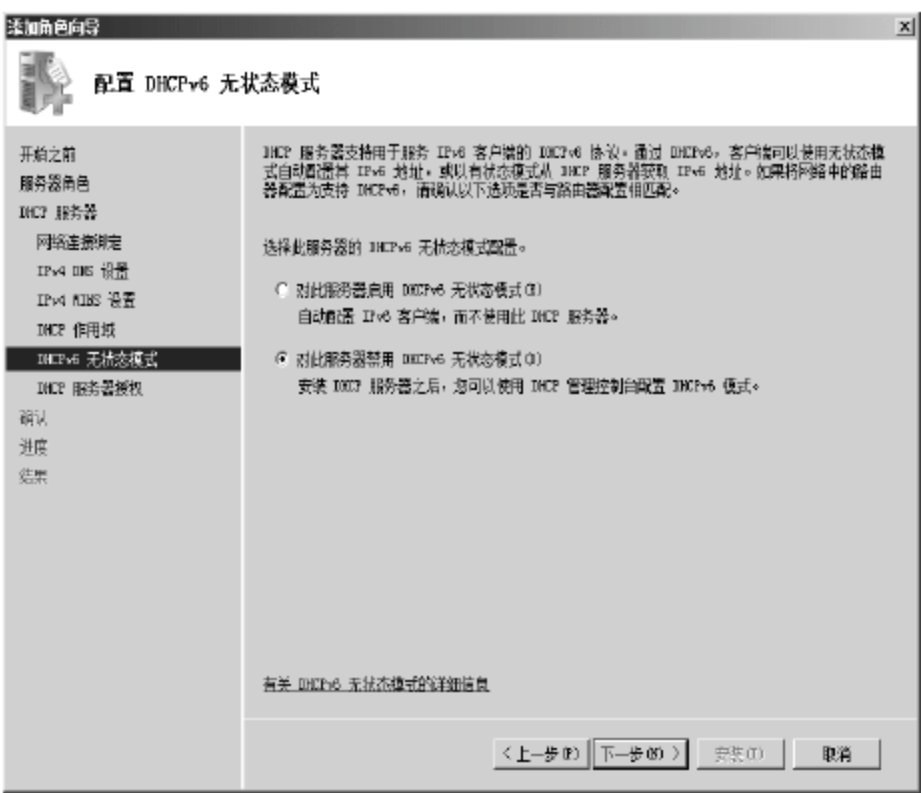 添加角色向导
配置 DHCPv6 无状态模式
开始之前
服务器角色
DHCP 服务器
网络连接绑定
IPv4 DNS 设置
IPv4 WINS 设置
DHCP 作用域
DHCPv6 无状态模式
DHCP 服务器授权
确认
进度
结果
DHCP 服务器支持用于服务 IPv6 客户端的 DHCPv6 协议。通过 DHCPv6，客户端可以使用无状态模
式自动配置其 IPv6 地址，或以有状态模式从 DHCP 服务器获取 IPv6 地址。如果将网络中的路由
器配置为支持 DHCPv6，请确认以下选项是否与路由器配置相匹配。
选择此服务器的 DHCPv6 无状态模式配置。
对此服务器启用 DHCPv6 无状态模式(E)
自动配置 IPv6 客户端，而不使用此 DHCP 服务器。
对此服务器禁用 DHCPv6 无状态模式(D)
安装 DHCP 服务器之后，您可以使用 DHCP 管理控制台配置 DHCPv6 模式。
有关 DHCPv6 无状态模式的详细信息
< 上一步(P)
下一步(N) >
安装(I)
取消